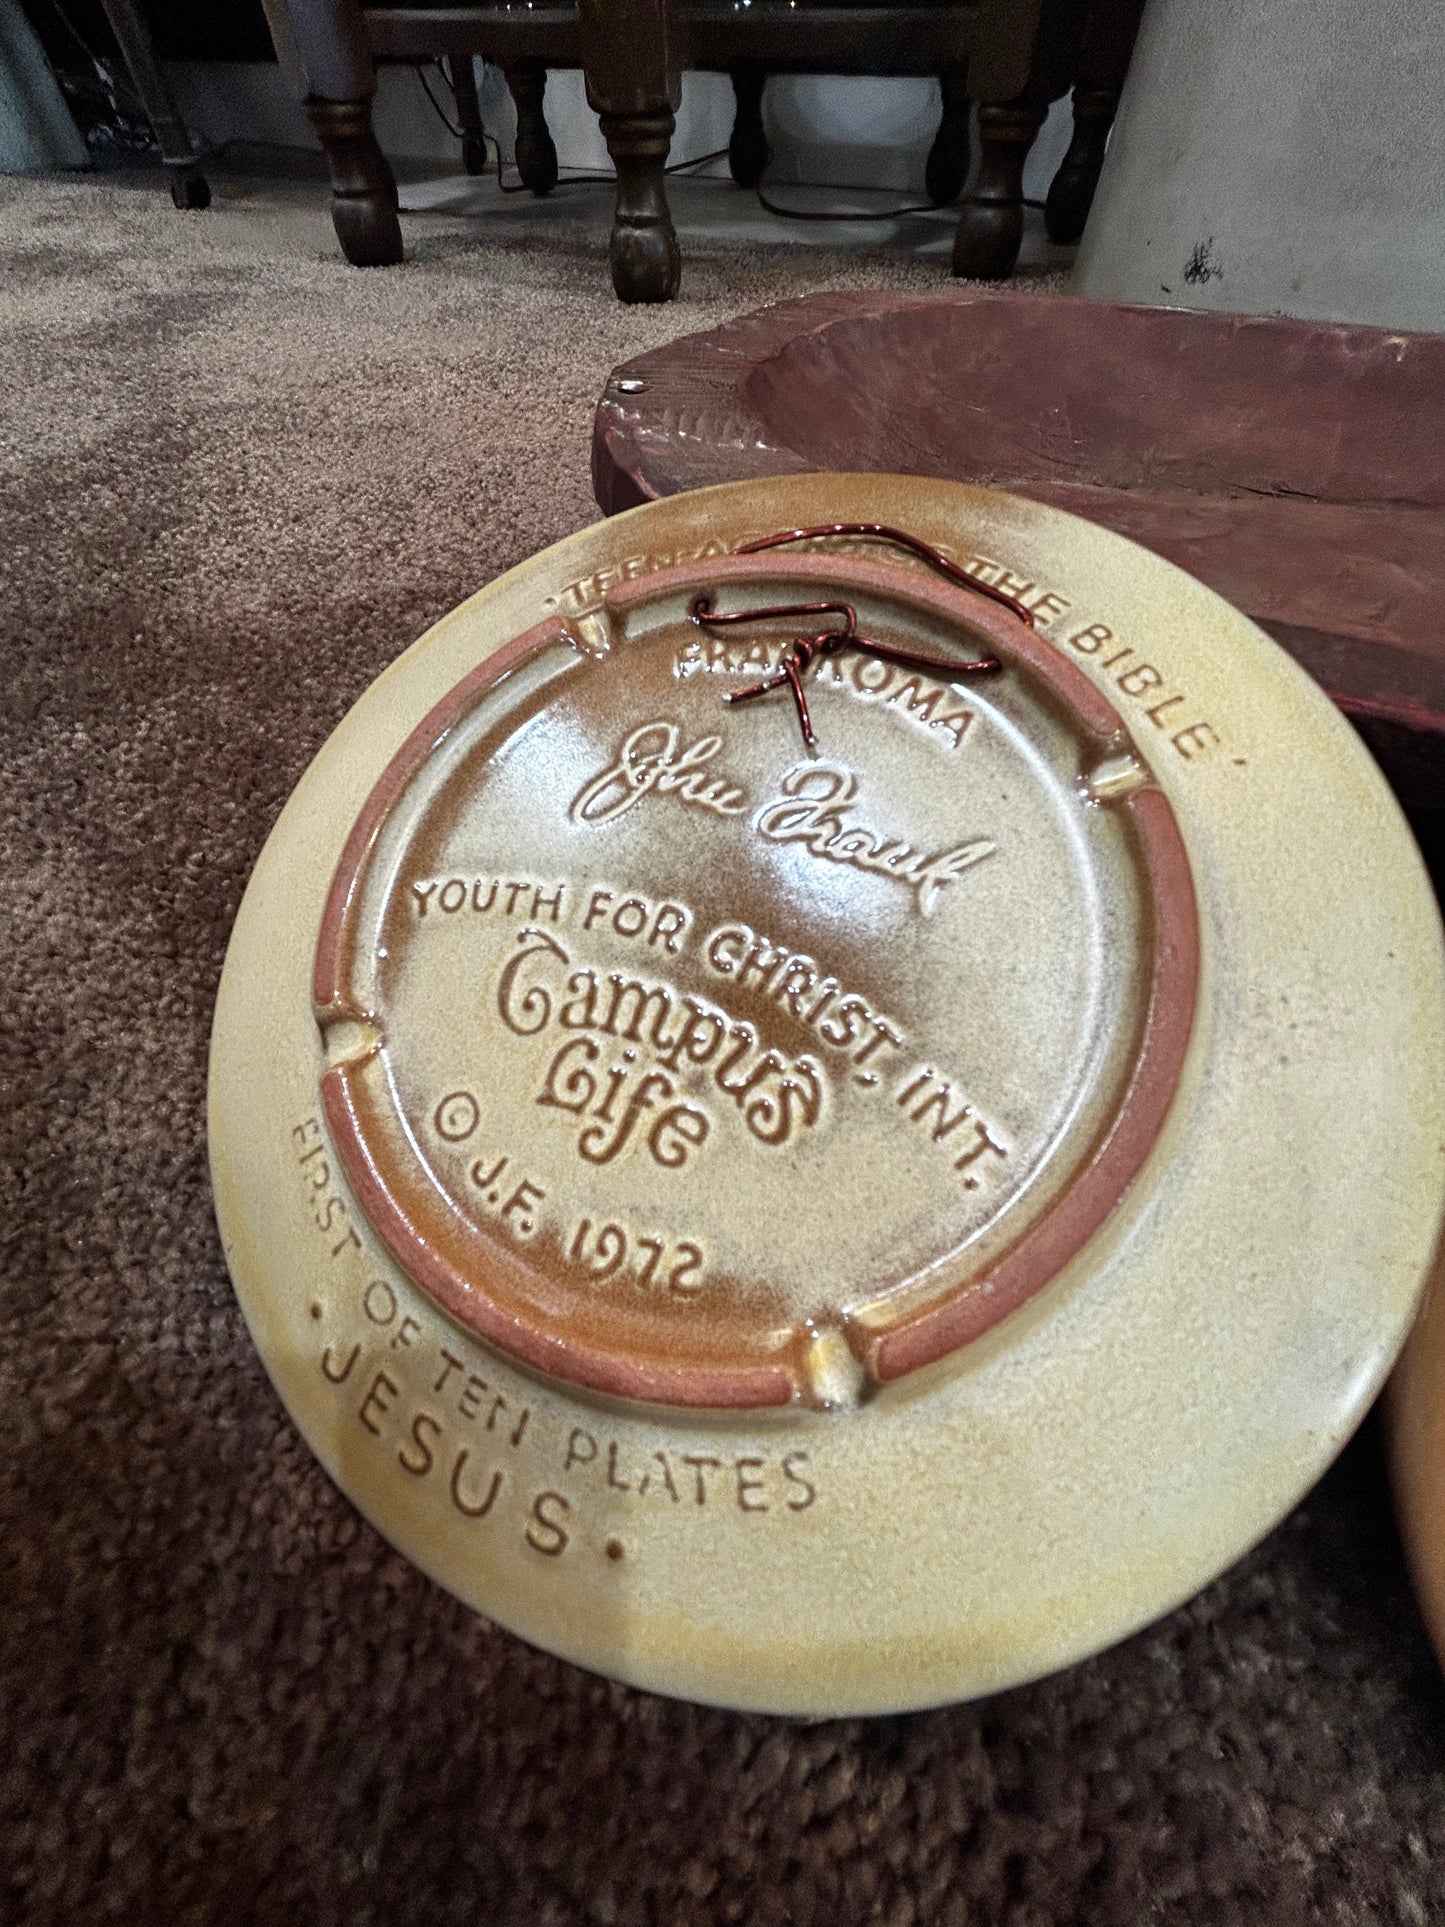 THE BIBLE'
FRANKOMA
John Frank
YOUTH FOR CHRIST, INT.
Campus
Life
© J.F. 1972
FIRST OF TEN PLATES
• JESUS •